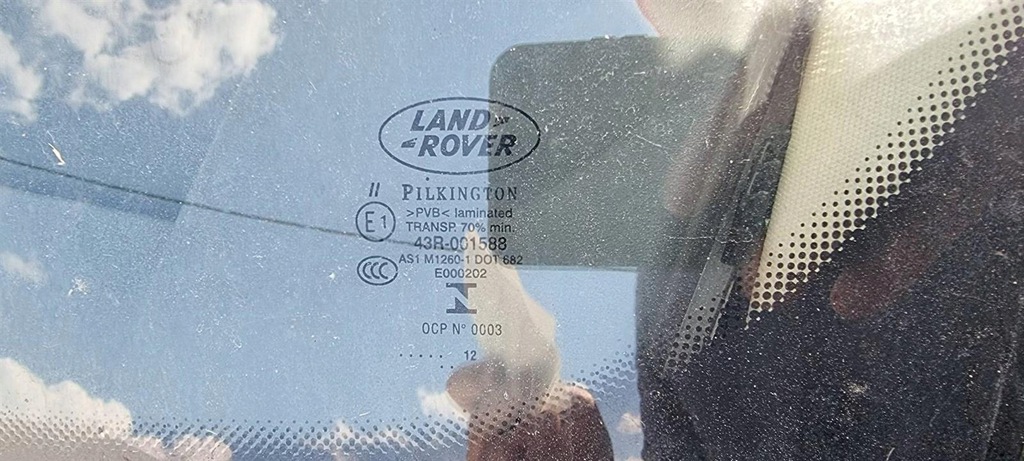 LAND
ROVER
II PILKINGTON
>PVB< laminated
E1 TRANSP. 70% min.
43R-001588
CCC AS1 M1260-1 DOT 682
E000202
N
OCP Nº 0003
..... 12
..